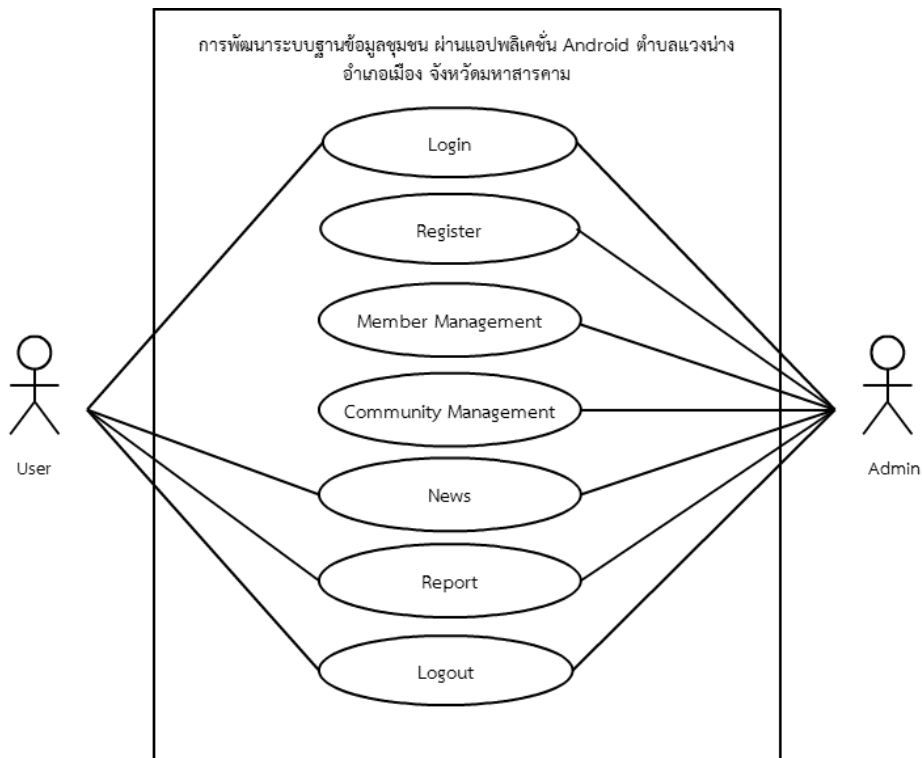 การพัฒนาระบบฐานข้อมูลชุมชน ผ่านแอปพลิเคชั่น Android ตำบลแวงน่าง
อำเภอเมือง จังหวัดมหาสารคาม
Login
Register
Member Management
Community Management
User
Admin
News
Report
Logout